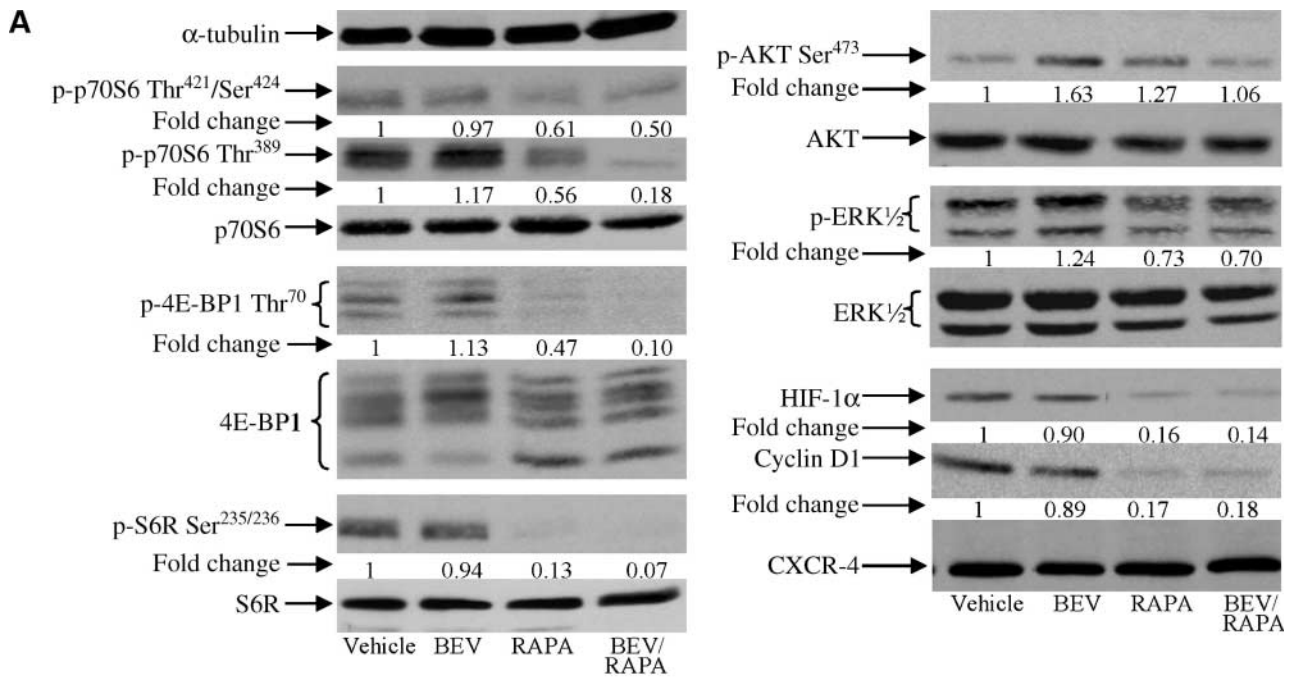 A
α-tubulin
p-p70S6 Thr421/Ser424
Fold change 1 0.97 0.61 0.50
p-p70S6 Thr389
Fold change 1 1.17 0.56 0.18
p70S6
p-4E-BP1 Thr70
Fold change 1 1.13 0.47 0.10
4E-BP1
p-S6R Ser235/236
Fold change 1 0.94 0.13 0.07
S6R
Vehicle BEV RAPA BEV/
RAPA
p-AKT Ser473
Fold change 1 1.63 1.27 1.06
AKT
p-ERK½
Fold change 1 1.24 0.73 0.70
ERK½
HIF-1α
Fold change 1 0.90 0.16 0.14
Cyclin D1
Fold change 1 0.89 0.17 0.18
CXCR-4
Vehicle BEV RAPA BEV/
RAPA